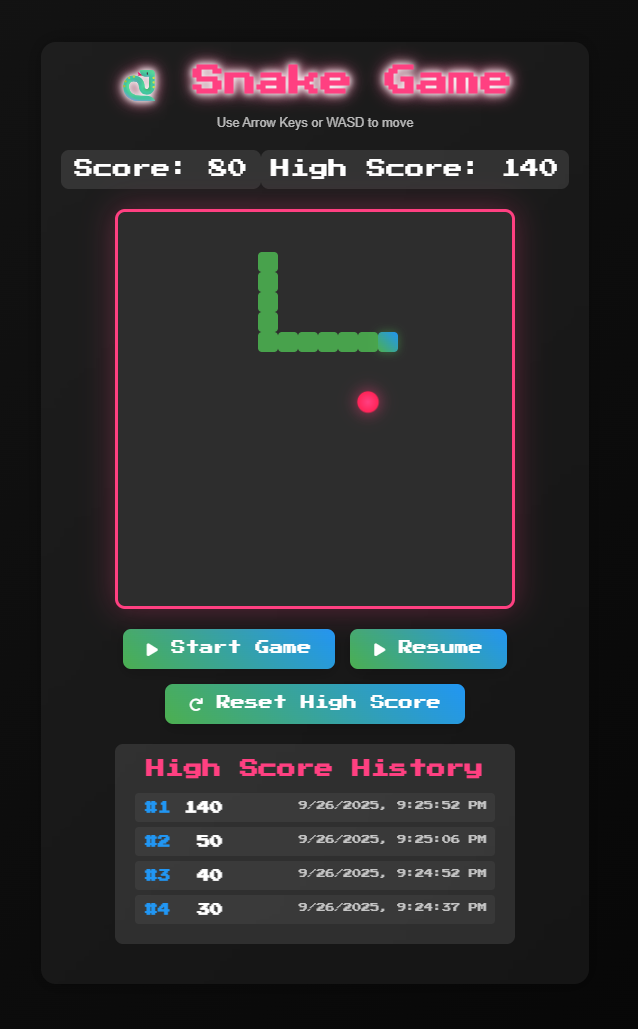 Snake Game
Use Arrow Keys or WASD to move
Score: 80 High Score: 140
Start Game Resume
Reset High Score
High Score History
#1 140 9/26/2025, 9:25:52 PM
#2 50 9/26/2025, 9:25:06 PM
#3 40 9/26/2025, 9:24:52 PM
#4 30 9/26/2025, 9:24:37 PM